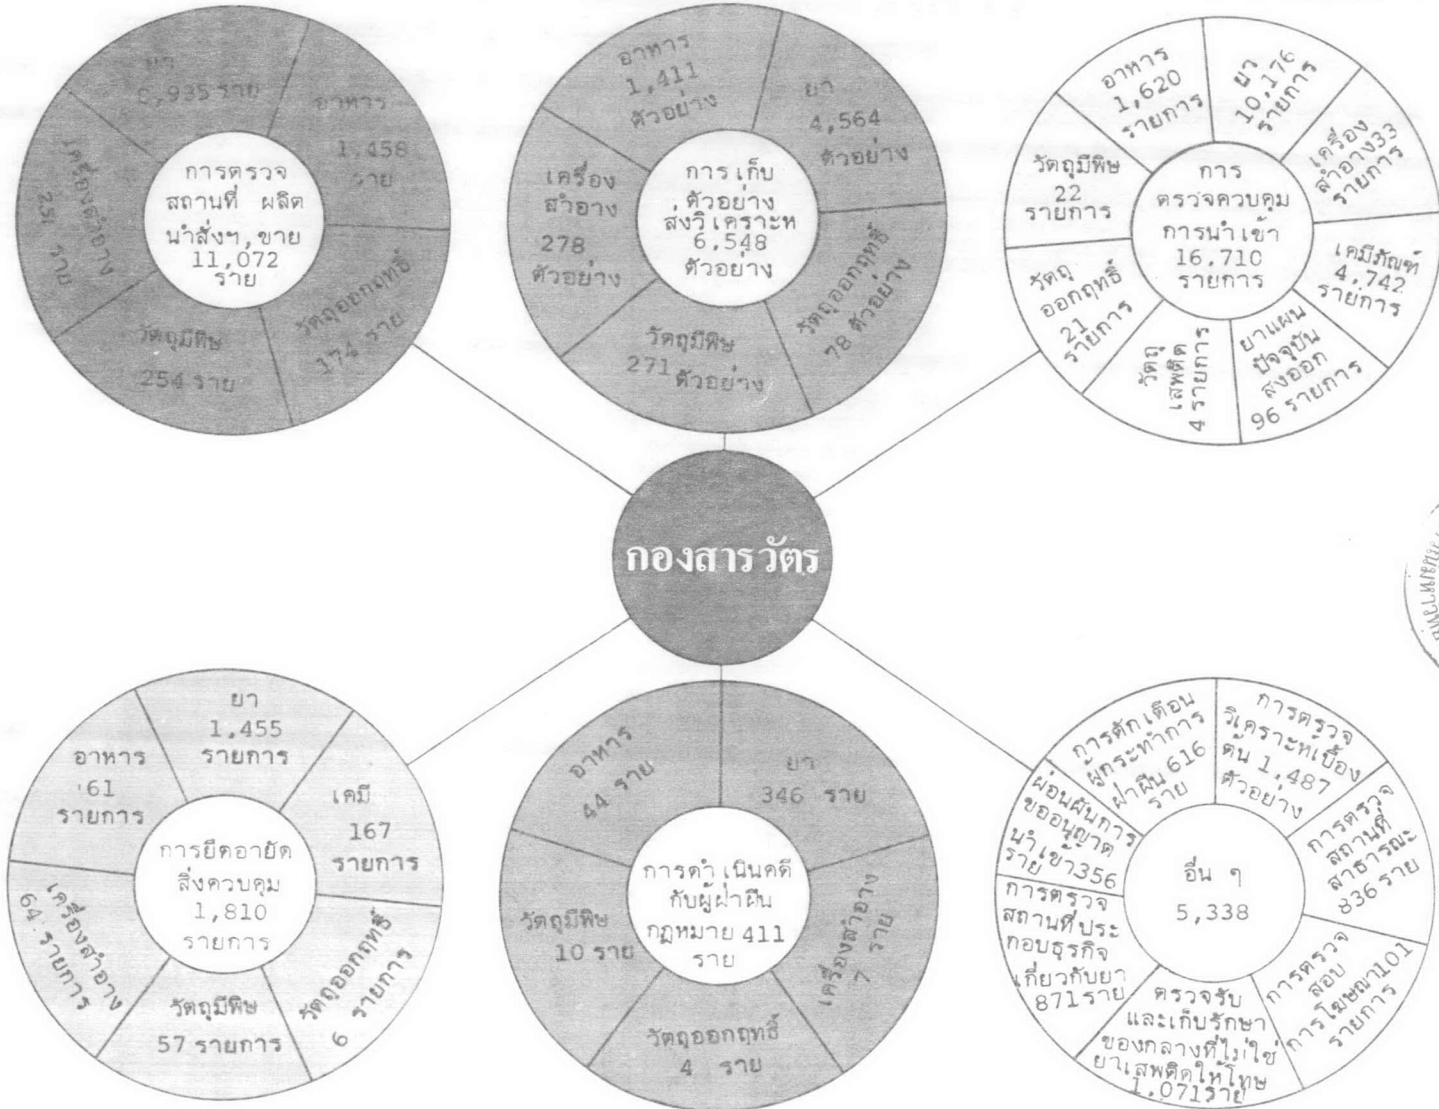 ยา
8,935 ราย
อาหาร
1,458
ราย
วัตถุออกฤทธิ์
174 ราย
วัตถุมีพิษ
254 ราย
เครื่องสำอาง
251 ราย
การตรวจ
สถานที่ ผลิต
นำสั่งฯ,ขาย
11,072
ราย
อาหาร
1,411
ตัวอย่าง
ยา
4,564
ตัวอย่าง
วัตถุออกฤทธิ์
78 ตัวอย่าง
วัตถุมีพิษ
271 ตัวอย่าง
เครื่อง
สำอาง
278
ตัวอย่าง
การเก็บ
ตัวอย่าง
ส่งวิเคราะห
6,548
ตัวอย่าง
อาหาร
1,620
รายการ
ยา
10,176
รายการ
เครื่อง
สำอาง33
รายการ
เคมีภัณฑ์
4,742
รายการ
ยาแผน
ปัจจุบัน
ส่งออก
96 รายการ
วัตถุ
เสพติด
4 รายการ
วัตถุ
ออกฤทธิ์
21
รายการ
วัตถุมีพิษ
22
รายการ
การ
ตรวจควบคุม
การนำเข้า
16,710
รายการ
กองสารวัตร
ยา
1,455
รายการ
เคมี
167
รายการ
วัตถุออกฤทธิ์
6 รายการ
วัตถุมีพิษ
57 รายการ
เครื่องสำอาง
64 รายการ
อาหาร
61
รายการ
การยึดอายัด
สิ่งควบคุม
1,810
รายการ
อาหาร
44 ราย
ยา
346 ราย
เครื่องสำอาง
7 ราย
วัตถุออกฤทธิ์
4 ราย
วัตถุมีพิษ
10 ราย
การดำเนินคดี
กับผู้ฝ่าฝืน
กฎหมาย 411
ราย
การตักเตือน
ผู้กระทำการ
ฝ่าฝืน 616
ราย
การตรวจ
วิเคราะห์เบื้อง
ต้น 1,487
ตัวอย่าง
การตรวจ
สถานที่
สาธารณะ
836 ราย
การตรวจ
สอบ
การโฆษณา101
รายการ
ตรวจรับ
และเก็บรักษา
ของกลางที่ไม่ใช่
ยาเสพติดให้โทษ
1,071ราย
การตรวจ
สถานที่ประ
กอบธุรกิจ
เกี่ยวกับยา
871ราย
ผ่อนผันการ
ขออนุญาต
นำเข้า356
ราย
อื่น ๆ
5,338